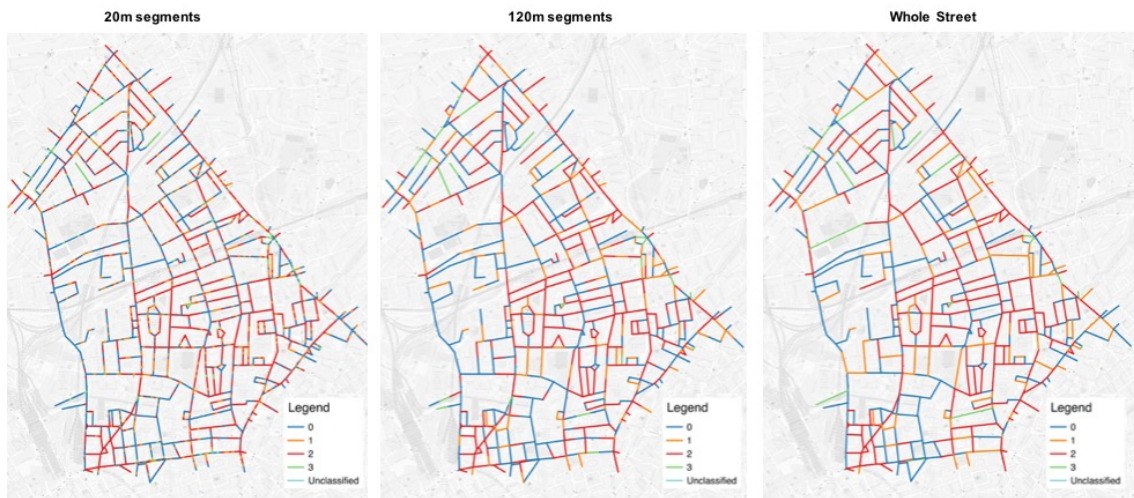 20m segments
120m segments
Whole Street
Legend
0
1
2
3
Unclassified
Legend
0
1
2
3
Unclassified
Legend
0
1
2
3
Unclassified